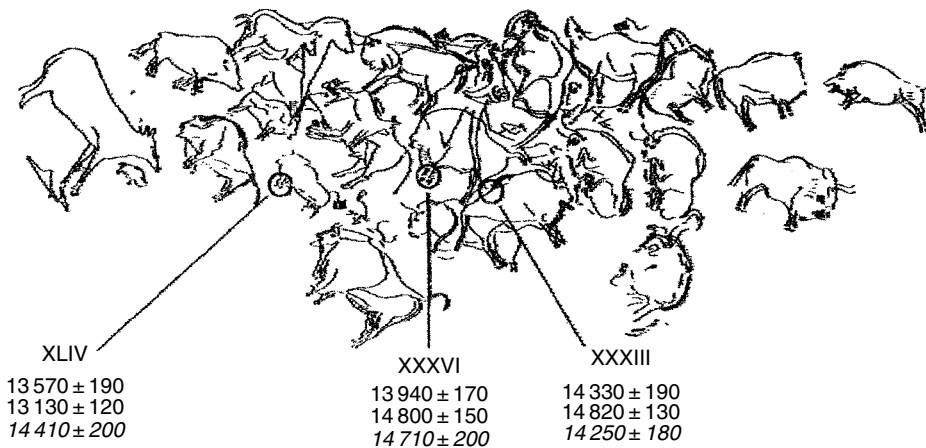 XLIV
13 570 ± 190
13 130 ± 120
14 410 ± 200
XXXVI
13 940 ± 170
14 800 ± 150
14 710 ± 200
XXXIII
14 330 ± 190
14 820 ± 130
14 250 ± 180